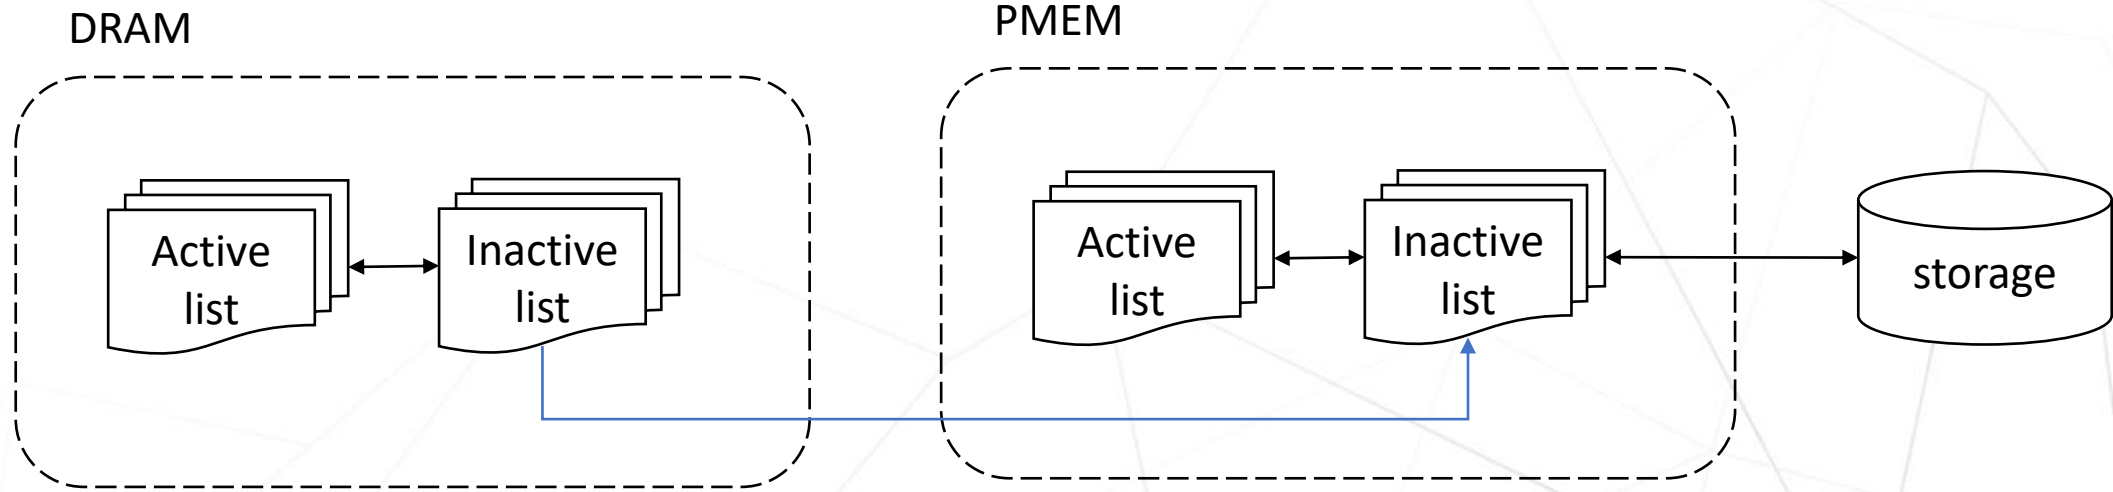 DRAM
PMEM
Active
list
Inactive
list
Active
list
Inactive
list
storage